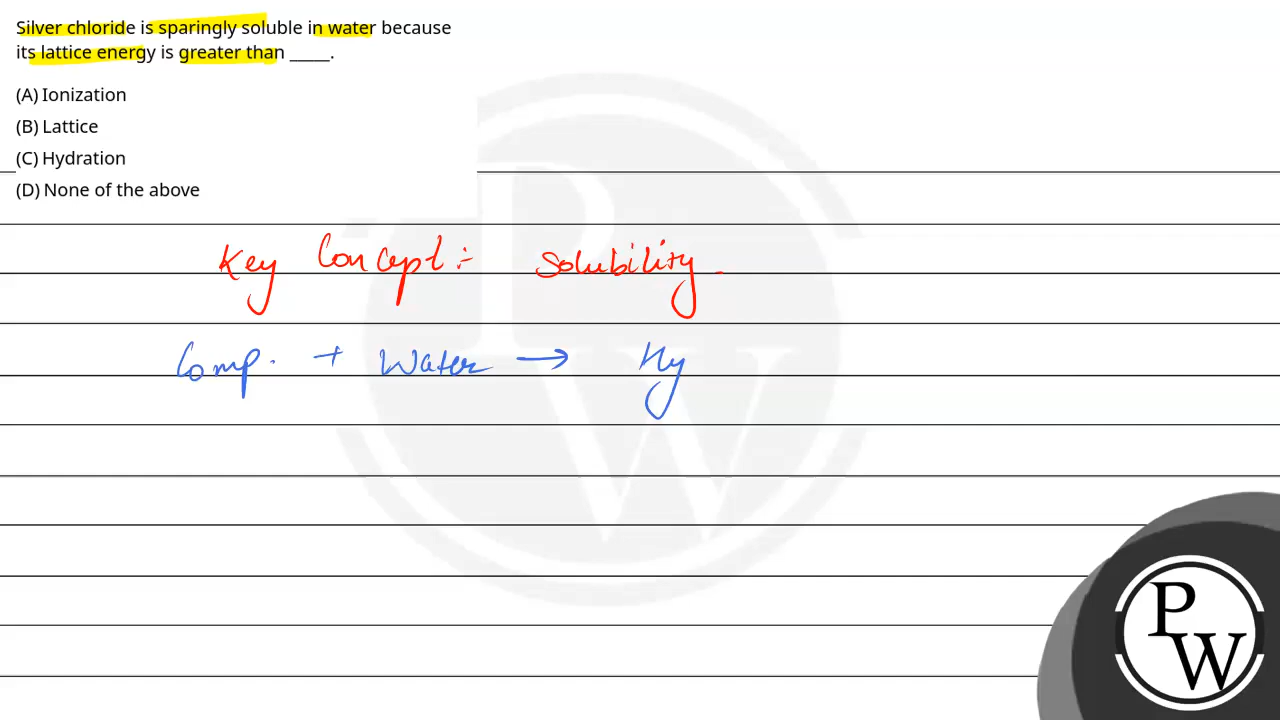 Silver chloride is sparingly soluble in water because
its lattice energy is greater than _____.
(A) Ionization
(B) Lattice
(C) Hydration
(D) None of the above
Key Concept :- Solubility.
Comp. + Water → Hy
P
W
P
W